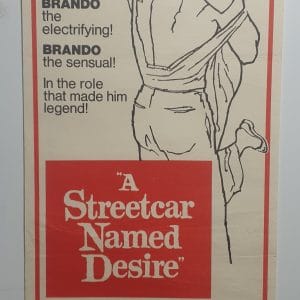 BRANDO
the
electrifying!
BRANDO
the sensual!
In the role
that made him
legend!
"A
Streetcar
Named
Desire"